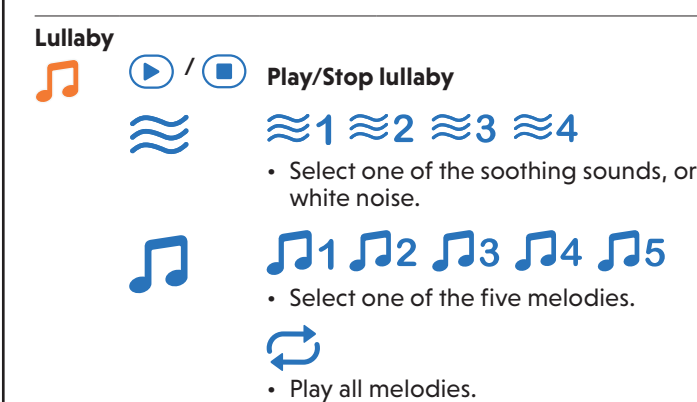 Lullaby
/ Play/Stop lullaby
1 2 3 4
• Select one of the soothing sounds, or
white noise.
1 2 3 4 5
• Select one of the five melodies.
• Play all melodies.